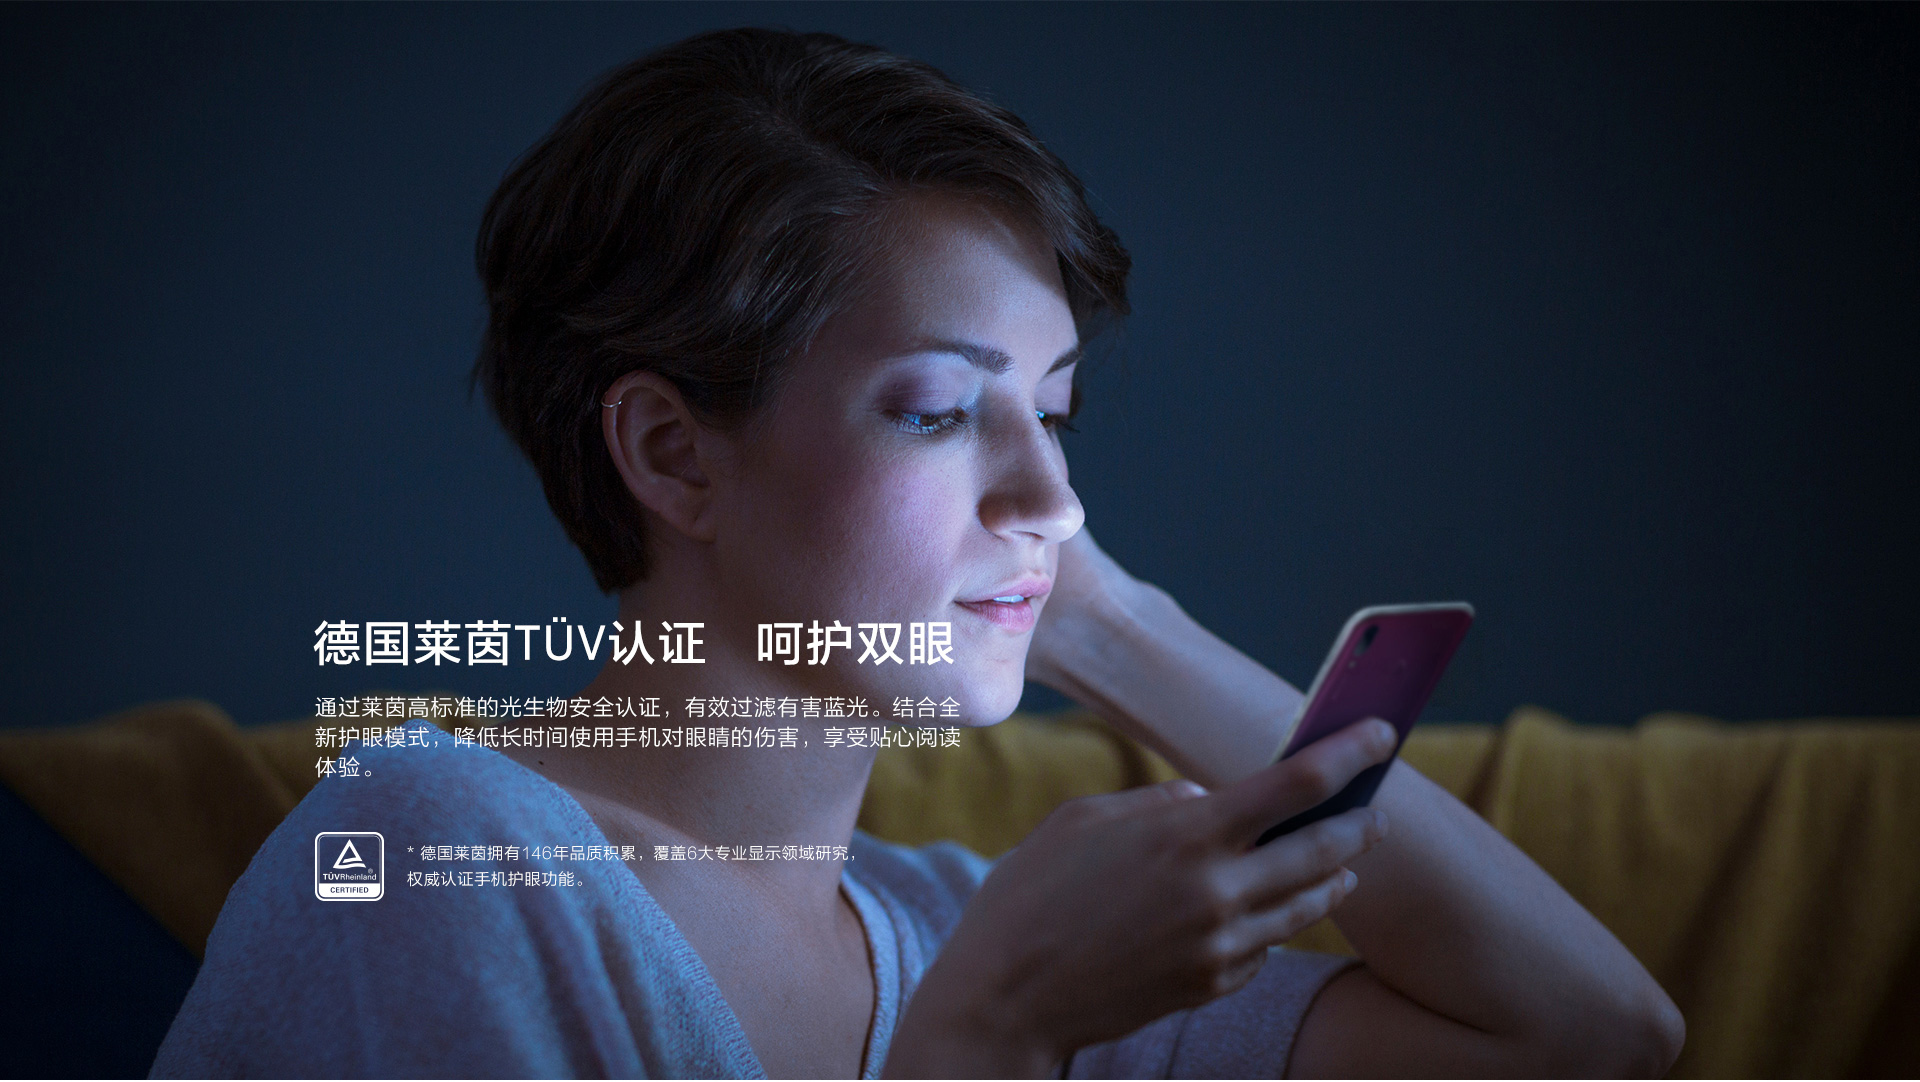 德国莱茵TÜV认证　呵护双眼
通过莱茵高标准的光生物安全认证，有效过滤有害蓝光。结合全
新护眼模式，降低长时间使用手机对眼睛的伤害，享受贴心阅读
体验。
* 德国莱茵拥有146年品质积累，覆盖6大专业显示领域研究，
权威认证手机护眼功能。
®
TÜVRheinland
CERTIFIED